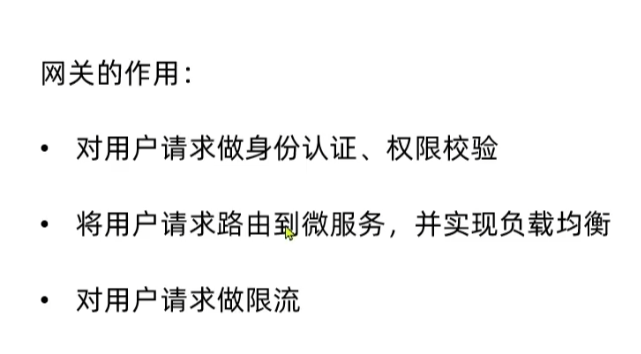 网关的作用：
• 对用户请求做身份认证、权限校验
• 将用户请求路由到微服务，并实现负载均衡
• 对用户请求做限流